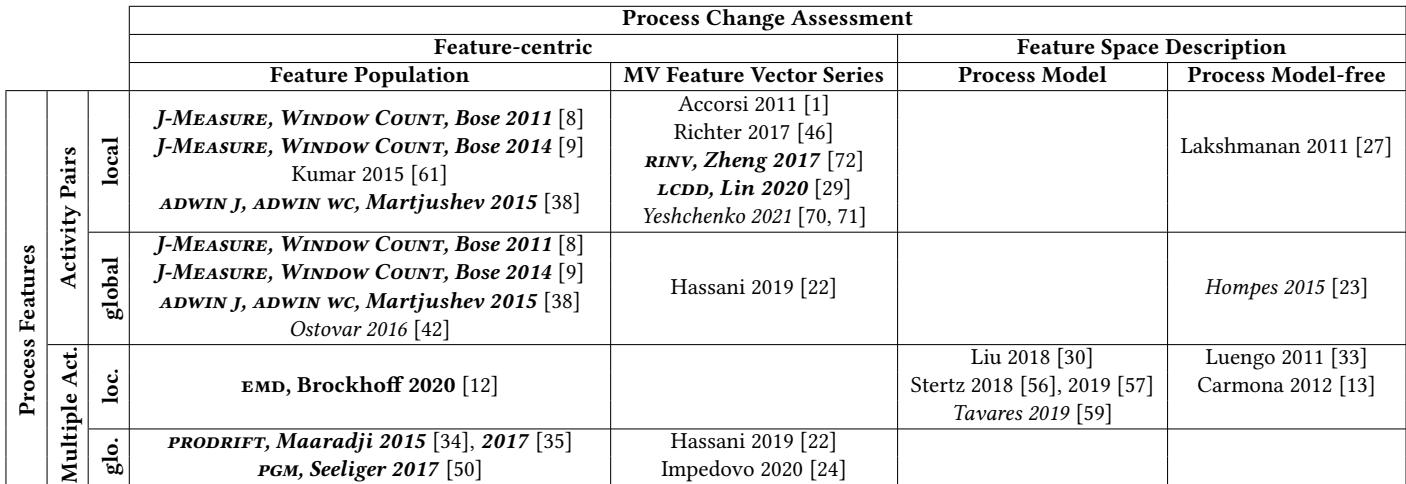 Process Change Assessment
Feature-centric Feature Space Description
Feature Population MV Feature Vector Series Process Model Process Model-free
Process Features
Activity Pairs
local
J-Measure, Window Count, Bose 2011 [8]
J-Measure, Window Count, Bose 2014 [9]
Kumar 2015 [61]
ADWIN J, ADWIN WC, Martjushev 2015 [38]
Accorsi 2011 [1]
Richter 2017 [46]
RINV, Zheng 2017 [72]
LCDD, Lin 2020 [29]
Yeshchenko 2021 [70, 71]
Lakshmanan 2011 [27]
global
J-Measure, Window Count, Bose 2011 [8]
J-Measure, Window Count, Bose 2014 [9]
ADWIN J, ADWIN WC, Martjushev 2015 [38]
Ostovar 2016 [42]
Hassani 2019 [22]
Hompes 2015 [23]
Multiple Act.
loc.
EMD, Brockhoff 2020 [12]
Liu 2018 [30]
Stertz 2018 [56], 2019 [57]
Tavares 2019 [59]
Luengo 2011 [33]
Carmona 2012 [13]
glo.
PRODRIFT, Maaradji 2015 [34], 2017 [35]
PGM, Seeliger 2017 [50]
Hassani 2019 [22]
Impedovo 2020 [24]